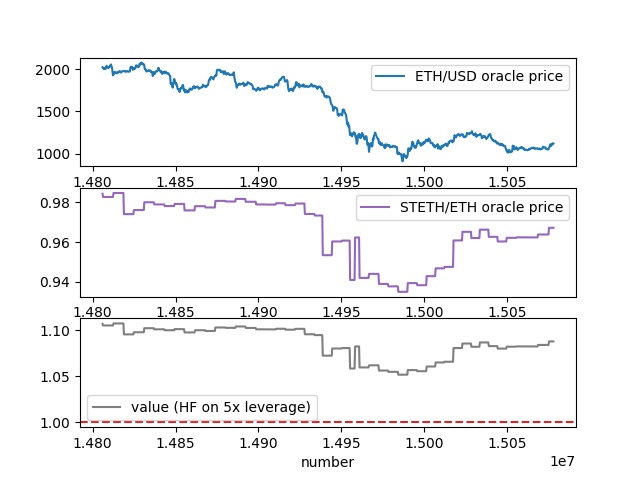 2000
1000
ETH/USD oracle price
1.480 1.485 1.490 1.495 1.500 1.505
0.98
0.96
0.94
STETH/ETH oracle price
1.480 1.485 1.490 1.495 1.500 1.505
1.10
1.05
1.00
value (HF on 5x leverage)
1.480 1.485 1.490 1.495 1.500 1.505
number
1e7